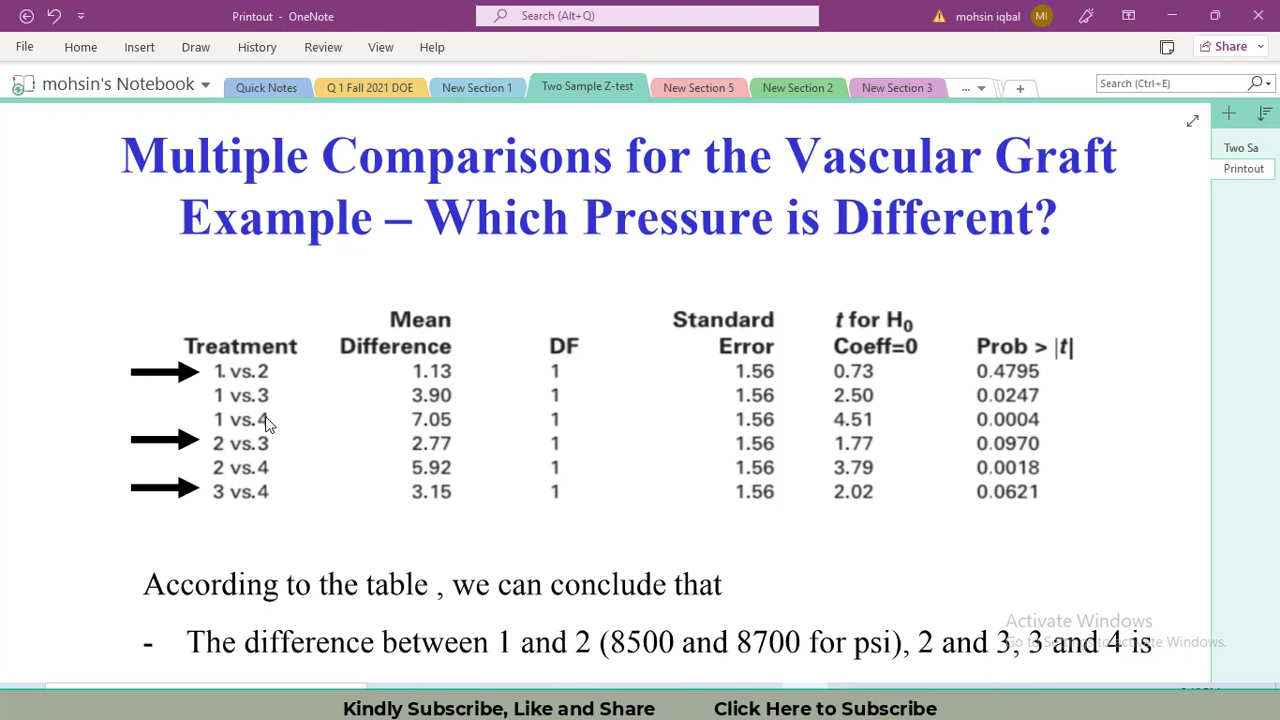 Printout - OneNote
Search (Alt+Q)
mohsin iqbal
MI
File Home Insert Draw History Review View Help
Share
mohsin's Notebook
Quick Notes
Q 1 Fall 2021 DOE
New Section 1
Two Sample Z-test
New Section 5
New Section 2
New Section 3
...
Search (Ctrl+E)
Two Sa
Printout
Multiple Comparisons for the Vascular Graft
Example – Which Pressure is Different?
Mean Standard t for H0
Treatment Difference DF Error Coeff=0 Prob > |t|
1 vs.2 1.13 1 1.56 0.73 0.4795
1 vs.3 3.90 1 1.56 2.50 0.0247
1 vs.4 7.05 1 1.56 4.51 0.0004
2 vs.3 2.77 1 1.56 1.77 0.0970
2 vs.4 5.92 1 1.56 3.79 0.0018
3 vs.4 3.15 1 1.56 2.02 0.0621
According to the table , we can conclude that
- The difference between 1 and 2 (8500 and 8700 for psi), 2 and 3, 3 and 4 is
Activate Windows
Go to Settings to activate Windows.
Kindly Subscribe, Like and Share Click Here to Subscribe